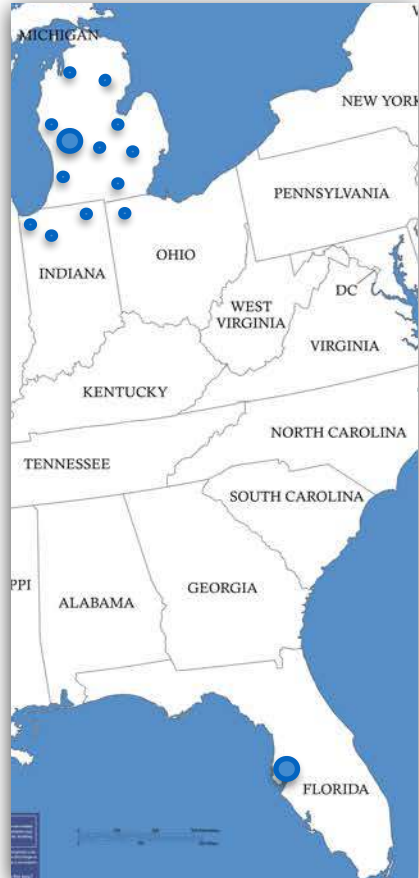 MICHIGAN
NEW YORK
PENNSYLVANIA
OHIO
INDIANA
DC
WEST
VIRGINIA
VIRGINIA
KENTUCKY
NORTH CAROLINA
TENNESSEE
SOUTH CAROLINA
PPI
ALABAMA
GEORGIA
FLORIDA